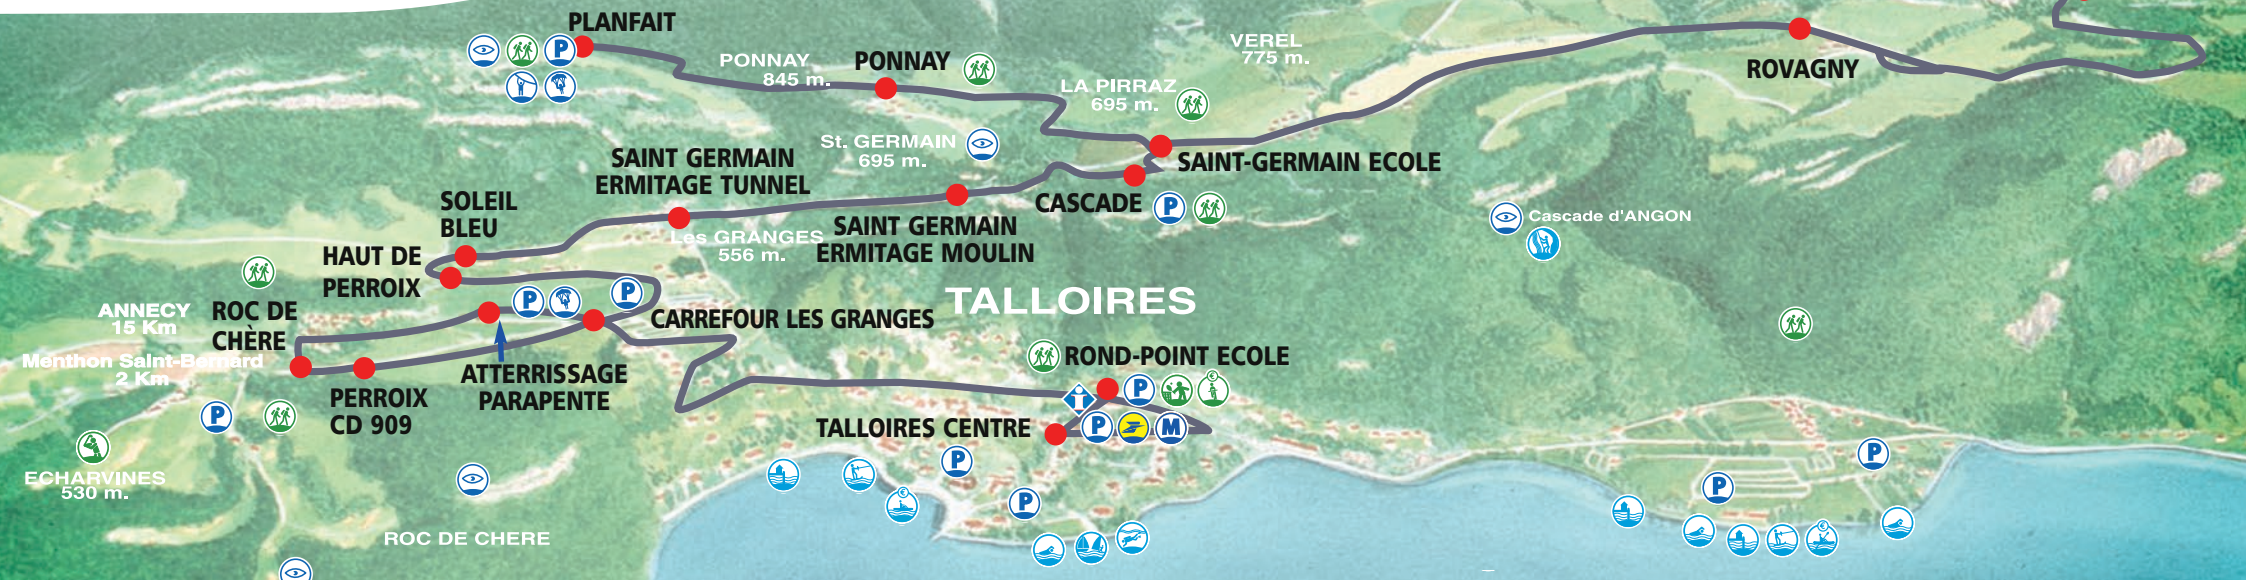 PLANFAIT
PONNAY
845 m.
PONNAY
VEREL
775 m.
ROVAGNY
LA PIRRAZ
695 m.
St. GERMAIN
695 m.
SAINT-GERMAIN ECOLE
CASCADE
SAINT GERMAIN
ERMITAGE TUNNEL
SAINT GERMAIN
ERMITAGE MOULIN
Les GRANGES
556 m.
SOLEIL
BLEU
HAUT DE
PERROIX
Cascade d'ANGON
TALLOIRES
ANNECY
15 Km
Menthon Saint-Bernard
2 Km
ROC DE
CHÈRE
CARREFOUR LES GRANGES
ATTERRISSAGE
PARAPENTE
PERROIX
CD 909
ROND-POINT ECOLE
TALLOIRES CENTRE
ECHARVINES
530 m.
ROC DE CHERE
P
P
P
P
P
P
P
M
P
P
P
P
€
€
€